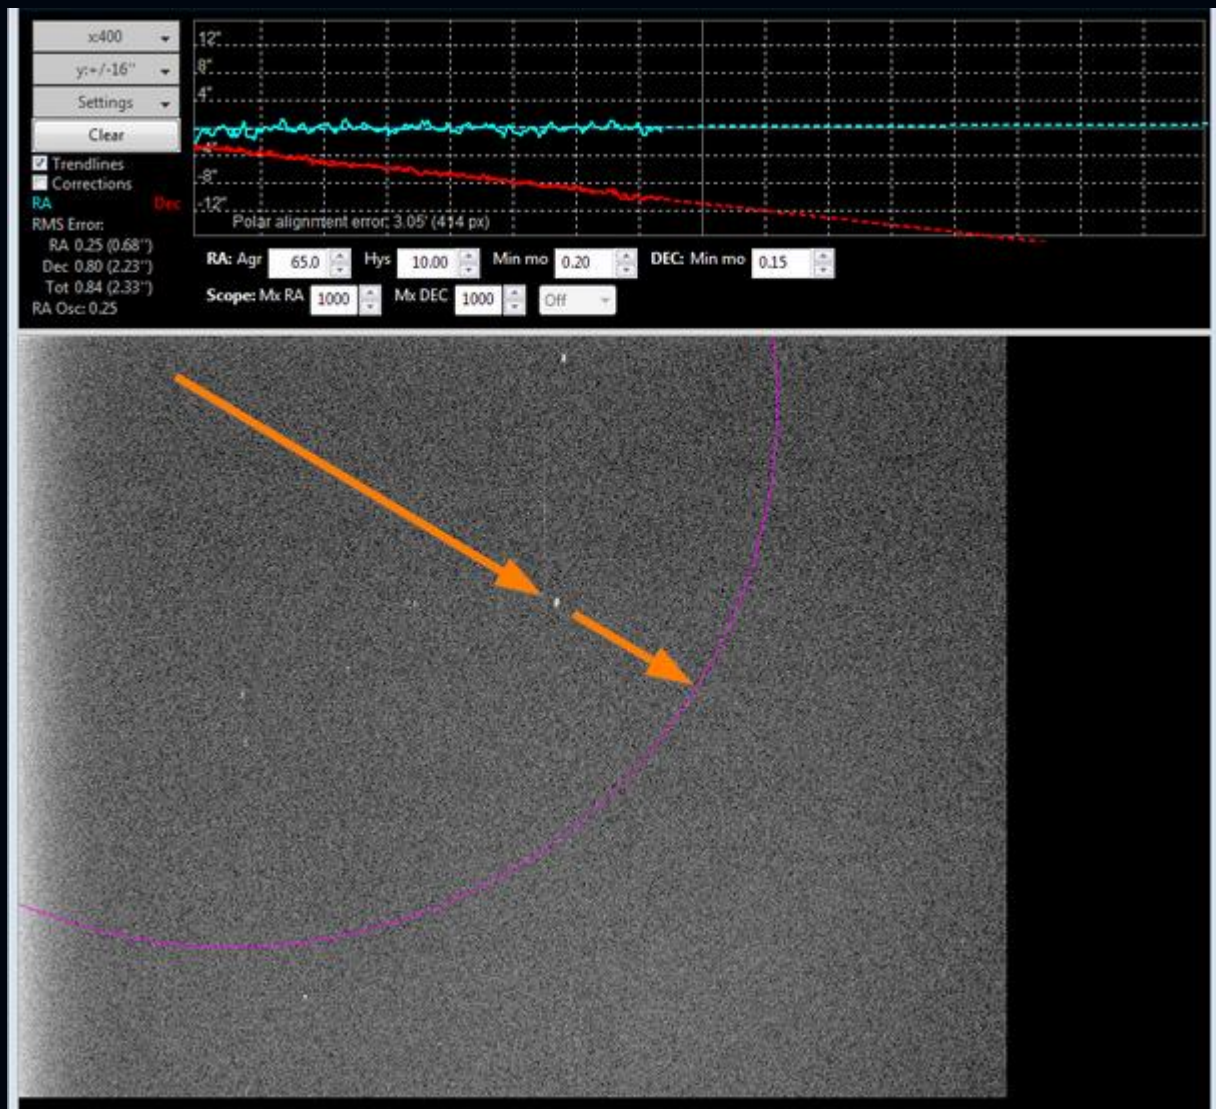 x:400
y:+/-16"
Settings
Clear
Trendlines
Corrections
RA Dec
RMS Error:
RA 0.25 (0.68")
Dec 0.80 (2.23")
Tot 0.84 (2.33")
RA Osc: 0.25
12"
8"
4"
-4"
-8"
-12"
Polar alignment error: 3.05' (414 px)
RA: Agr 65.0 Hys 10.00 Min mo 0.20 DEC: Min mo 0.15
Scope: Mx RA 1000 Mx DEC 1000 Off